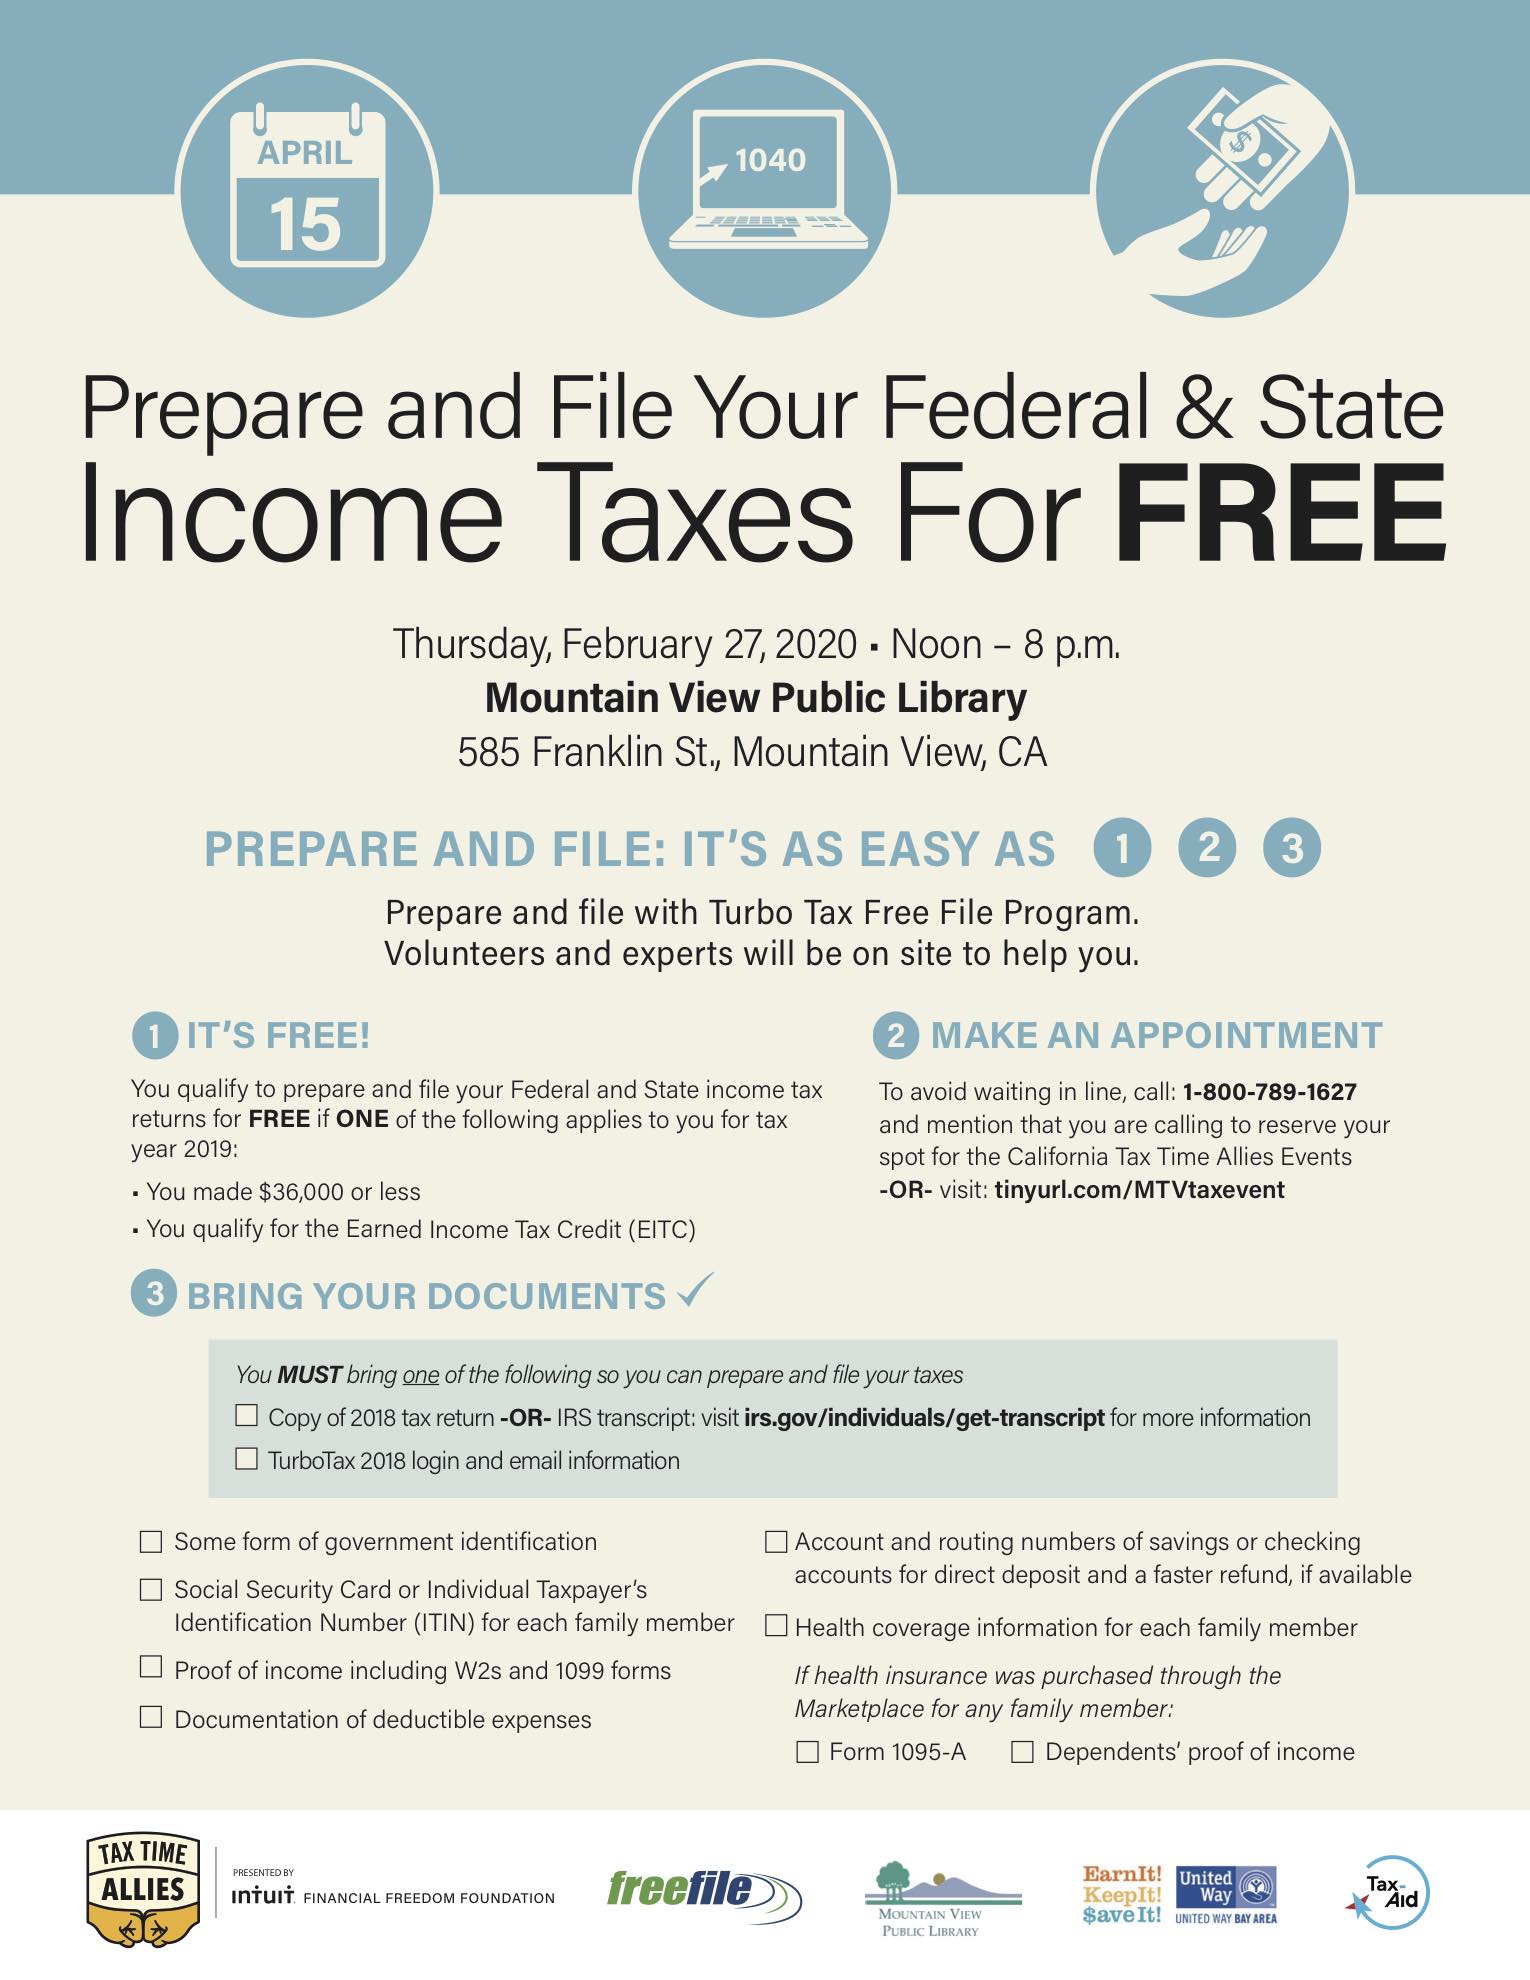 APRIL
15
1040
Prepare and File Your Federal & State
Income Taxes For FREE
Thursday, February 27, 2020 ▪ Noon – 8 p.m.
Mountain View Public Library
585 Franklin St., Mountain View, CA
PREPARE AND FILE: IT’S AS EASY AS 1 2 3
Prepare and file with Turbo Tax Free File Program.
Volunteers and experts will be on site to help you.
1 IT’S FREE!
You qualify to prepare and file your Federal and State income tax
returns for FREE if ONE of the following applies to you for tax
year 2019:
▪ You made $36,000 or less
▪ You qualify for the Earned Income Tax Credit (EITC)
2 MAKE AN APPOINTMENT
To avoid waiting in line, call: 1-800-789-1627
and mention that you are calling to reserve your
spot for the California Tax Time Allies Events
-OR- visit: tinyurl.com/MTVtaxevent
3 BRING YOUR DOCUMENTS
You MUST bring one of the following so you can prepare and file your taxes
Copy of 2018 tax return -OR- IRS transcript: visit irs.gov/individuals/get-transcript for more information
TurboTax 2018 login and email information
Some form of government identification
Social Security Card or Individual Taxpayer’s
Identification Number (ITIN) for each family member
Proof of income including W2s and 1099 forms
Documentation of deductible expenses
Account and routing numbers of savings or checking
accounts for direct deposit and a faster refund, if available
Health coverage information for each family member
If health insurance was purchased through the
Marketplace for any family member:
Form 1095-A
Dependents’ proof of income
TAX TIME
ALLIES
PRESENTED BY
intuit FINANCIAL FREEDOM FOUNDATION
freefile
MOUNTAIN VIEW
PUBLIC LIBRARY
EarnIt!
KeepIt!
$aveIt!
United
Way
UNITED WAY BAY AREA
Tax-
Aid